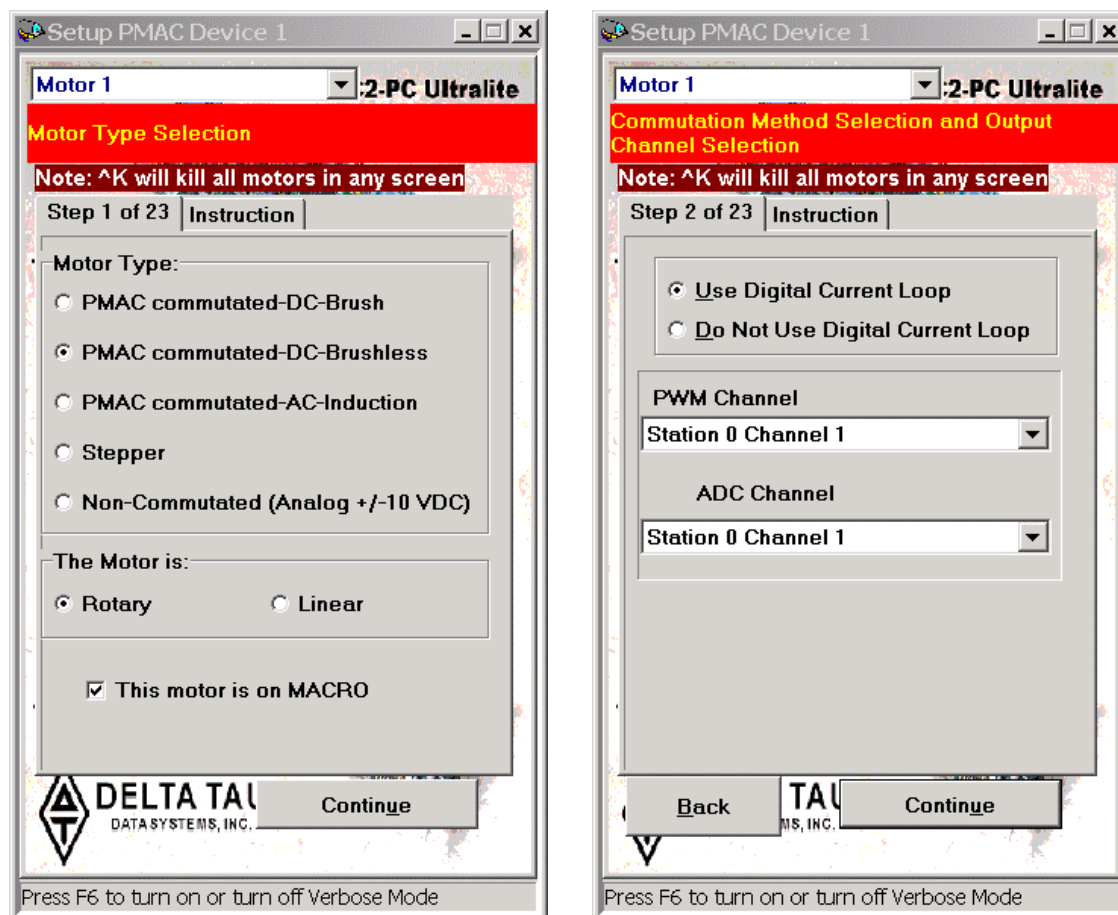 Setup PMAC Device 1
Motor 1
:2-PC Ultralite
Motor Type Selection
Note: ^K will kill all motors in any screen
Step 1 of 23
Instruction
Motor Type:
PMAC commutated-DC-Brush
PMAC commutated-DC-Brushless
PMAC commutated-AC-Induction
Stepper
Non-Commutated (Analog +/-10 VDC)
The Motor is:
Rotary
Linear
This motor is on MACRO
DELTA TAU
DATA SYSTEMS, INC.
Continue
Press F6 to turn on or turn off Verbose Mode
Setup PMAC Device 1
Motor 1
:2-PC Ultralite
Commutation Method Selection and Output
Channel Selection
Note: ^K will kill all motors in any screen
Step 2 of 23
Instruction
Use Digital Current Loop
Do Not Use Digital Current Loop
PWM Channel
Station 0 Channel 1
ADC Channel
Station 0 Channel 1
Back
TAU
MS, INC.
Continue
Press F6 to turn on or turn off Verbose Mode